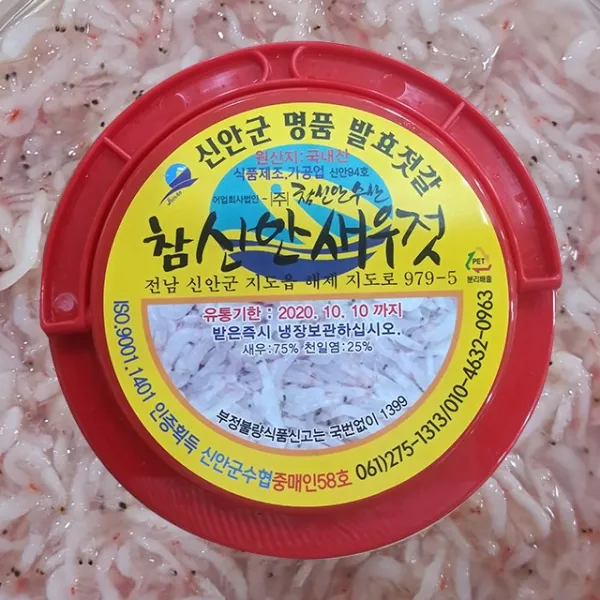 신안군 명품 발효젓갈
원산지:국내산
식품제조.가공업 신안94호
어업회사법인 -(주) 참신안수산
참신안새우젓
전남 신안군 지도읍 해제 지도로 979-5
PET
분리배출
유통기한 : 2020. 10. 10 까지
받은즉시 냉장보관하십시오.
새우:75% 천일염:25%
부정불량식품신고는 국번없이 1399
ISO.9001.1401 인증획득 신안군수협중매인58호 061)275-1313/010-4632-0963